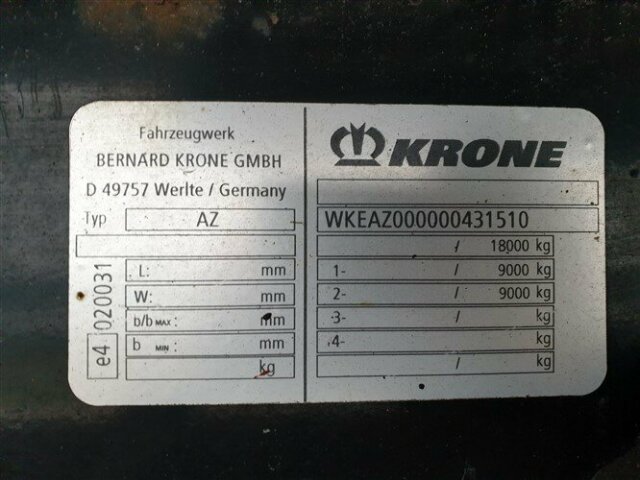 Fahrzeugwerk
BERNARD KRONE GMBH
D 49757 Werlte / Germany
Typ AZ
e4 020031
L: mm
W: mm
b/b MAX : mm
b MIN : mm
kg
KRONE
WKEAZ000000431510
/ 18000 kg
1- / 9000 kg
2- / 9000 kg
3- / kg
4- / kg
/ kg